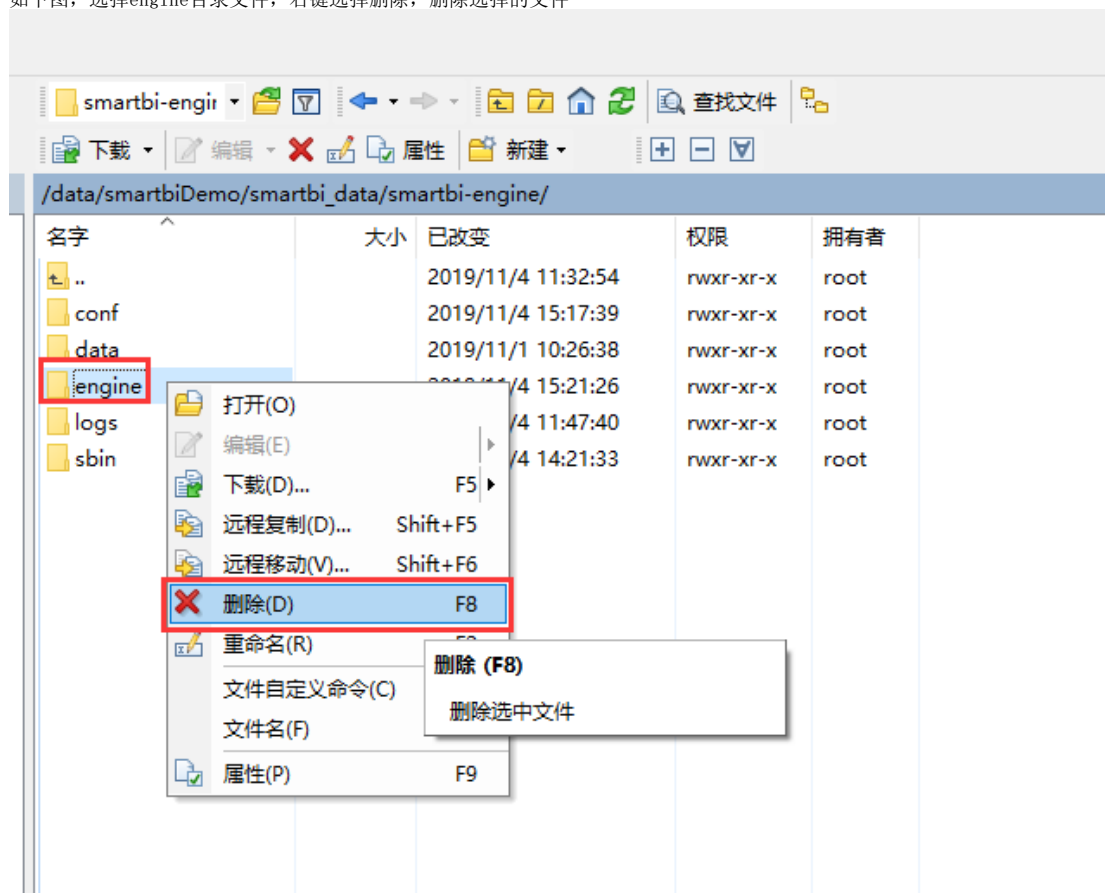 如下图，选择engine目录文件，右键选择删除，删除选择的文件
smartbi-engir 查找文件
下载 编辑 属性 新建
/data/smartbiDemo/smartbi_data/smartbi-engine/
名字 大小 已改变 权限 拥有者
.. 2019/11/4 11:32:54 rwxr-xr-x root
conf 2019/11/4 15:17:39 rwxr-xr-x root
data 2019/11/1 10:26:38 rwxr-xr-x root
engine /4 15:21:26 rwxr-xr-x root
logs /4 11:47:40 rwxr-xr-x root
sbin /4 14:21:33 rwxr-xr-x root
打开(O)
编辑(E)
下载(D)... F5
远程复制(D)... Shift+F5
远程移动(V)... Shift+F6
删除(D) F8
重命名(R)
删除 (F8)
删除选中文件
文件自定义命令(C)
文件名(F)
属性(P) F9